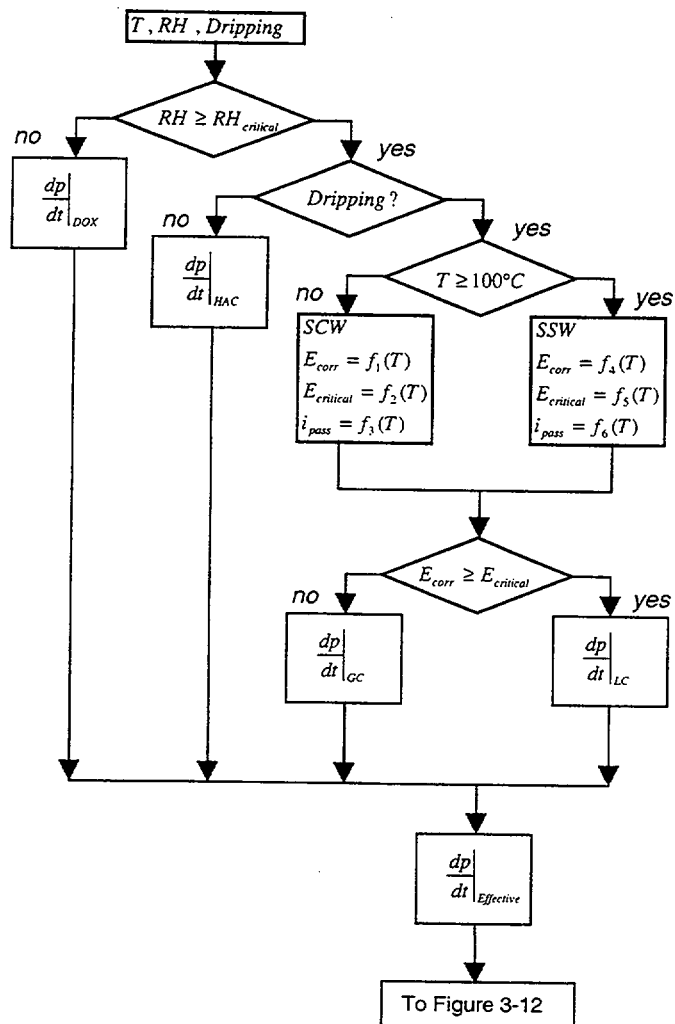 T , RH , Dripping
RH ≥ RH_critical
no
yes
dp/dt|_DOX
Dripping ?
no
yes
dp/dt|_HAC
T ≥ 100°C
no
yes
SCW
E_corr = f_1(T)
E_critical = f_2(T)
i_pass = f_3(T)
SSW
E_corr = f_4(T)
E_critical = f_5(T)
i_pass = f_6(T)
E_corr ≥ E_critical
no
yes
dp/dt|_GC
dp/dt|_LC
dp/dt|_Effective
To Figure 3-12